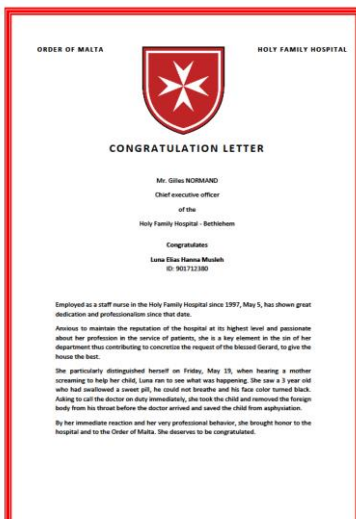 ORDER OF MALTA
HOLY FAMILY HOSPITAL
CONGRATULATION LETTER
Mr. Gilles NORMAND
Chief executive officer
of the
Holy Family Hospital - Bethlehem
Congratulates
Luna Elias Hanna Musleh
ID: 901712380
Employed as a staff nurse in the Holy Family Hospital since 1997, May 5, has shown great
dedication and professionalism since that date.
Anxious to maintain the reputation of the hospital at its highest level and passionate
about her profession in the service of patients, she is a key element in the sin of her
department thus contributing to concretize the request of the blessed Gerard, to give the
house the best.
She particularly distinguished herself on Friday, May 19, when hearing a mother
screaming to help her child, Luna ran to see what was happening. She saw a 3 year old
who had swallowed a sweet pill, he could not breathe and his face color turned black.
Asking to call the doctor on duty immediately, she took the child and removed the foreign
body from his throat before the doctor arrived and saved the child from asphyxiation.
By her immediate reaction and her very professional behavior, she brought honor to the
hospital and to the Order of Malta. She deserves to be congratulated.